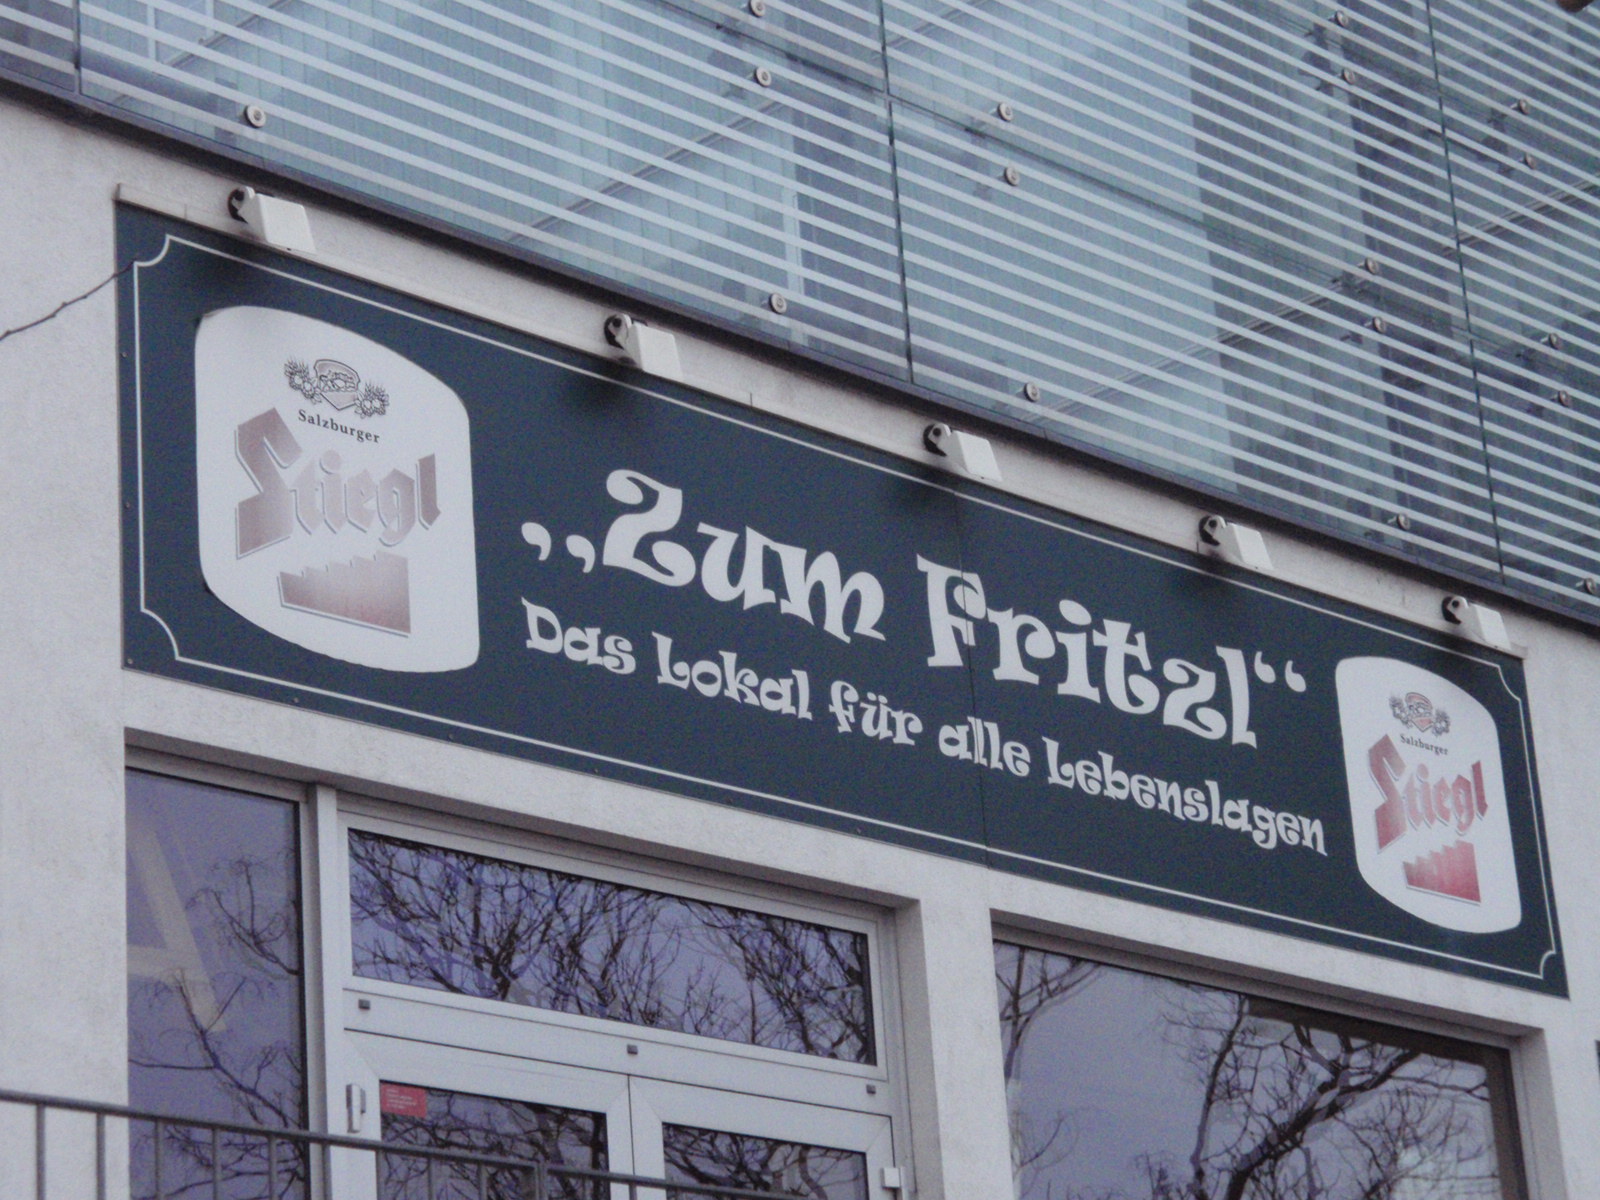 Salzburger
Stiegl
„Zum Fritzl“
Das Lokal für alle Lebenslagen
Salzburger
Stiegl